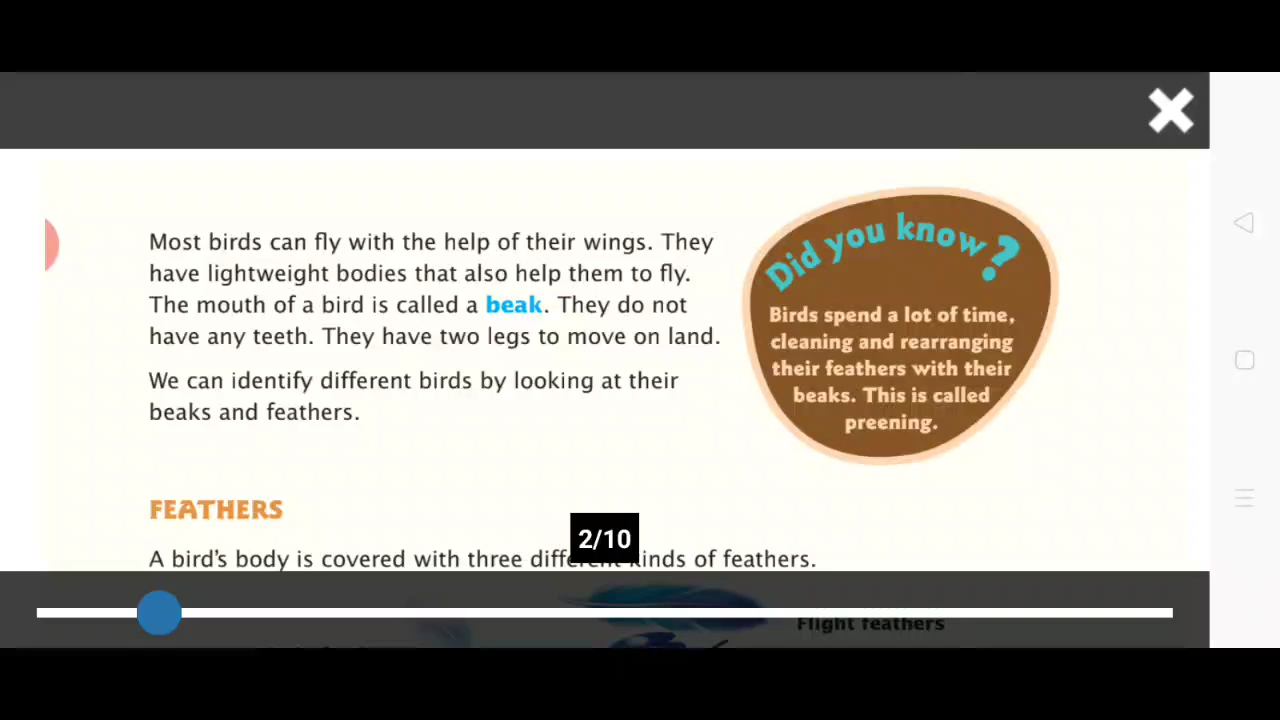 Most birds can fly with the help of their wings. They
have lightweight bodies that also help them to fly.
The mouth of a bird is called a beak. They do not
have any teeth. They have two legs to move on land.
We can identify different birds by looking at their
beaks and feathers.
Did you know?
Birds spend a lot of time,
cleaning and rearranging
their feathers with their
beaks. This is called
preening.
FEATHERS
2/10
A bird's body is covered with three different kinds of feathers.
Flight feathers